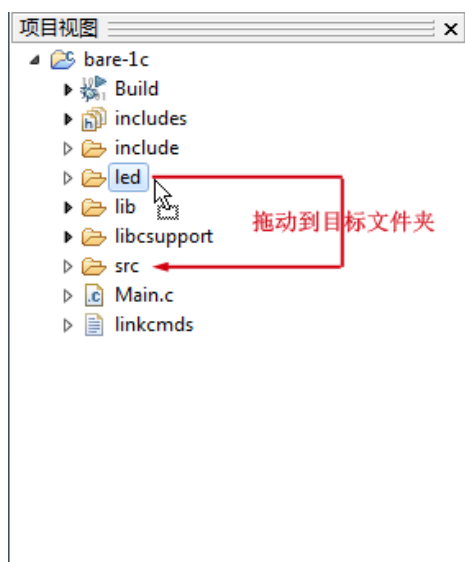 项目视图
bare-1c
Build
includes
include
led
lib
拖动到目标文件夹
libcsupport
src
Main.c
linkcmds